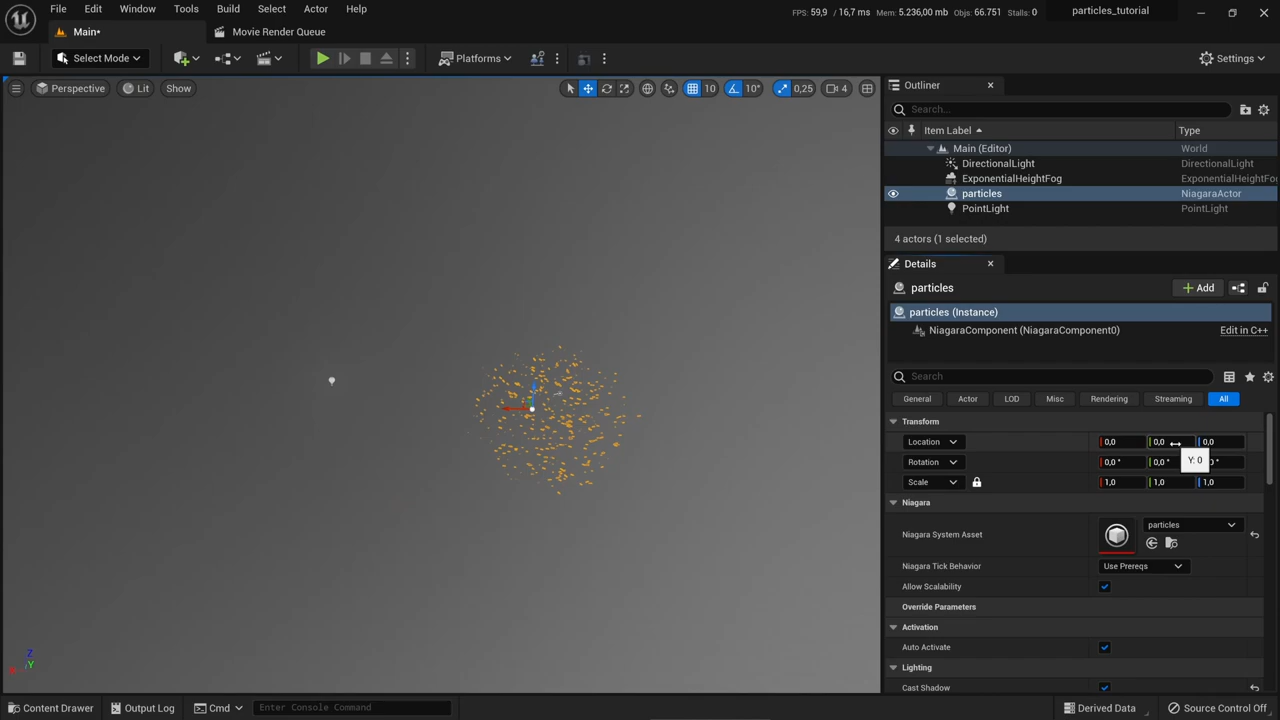 File Edit Window Tools Build Select Actor Help
FPS: 59,9 / 16,7 ms Mem: 5.236,00 mb Objs: 66.751 Stalls: 0
particles_tutorial
Main•
Movie Render Queue
Select Mode
Platforms
Settings
Perspective
Lit
Show
10
10°
0,25
4
Outliner
Search...
Item Label
Type
Main (Editor)
World
DirectionalLight
DirectionalLight
ExponentialHeightFog
ExponentialHeightFog
particles
NiagaraActor
PointLight
PointLight
4 actors (1 selected)
Details
particles
+ Add
particles (Instance)
NiagaraComponent (NiagaraComponent0)
Edit in C++
Search
General Actor LOD Misc Rendering Streaming All
Transform
Location
0,0 0,0 0,0
Y: 0
Rotation
0,0 ° 0,0 °
Scale
1,0 1,0 1,0
Niagara
Niagara System Asset
particles
Niagara Tick Behavior
Use Prereqs
Allow Scalability
Override Parameters
Activation
Auto Activate
Lighting
Cast Shadow
Z
Y
X
Content Drawer
Output Log
Cmd
Enter Console Command
Derived Data
Source Control Off